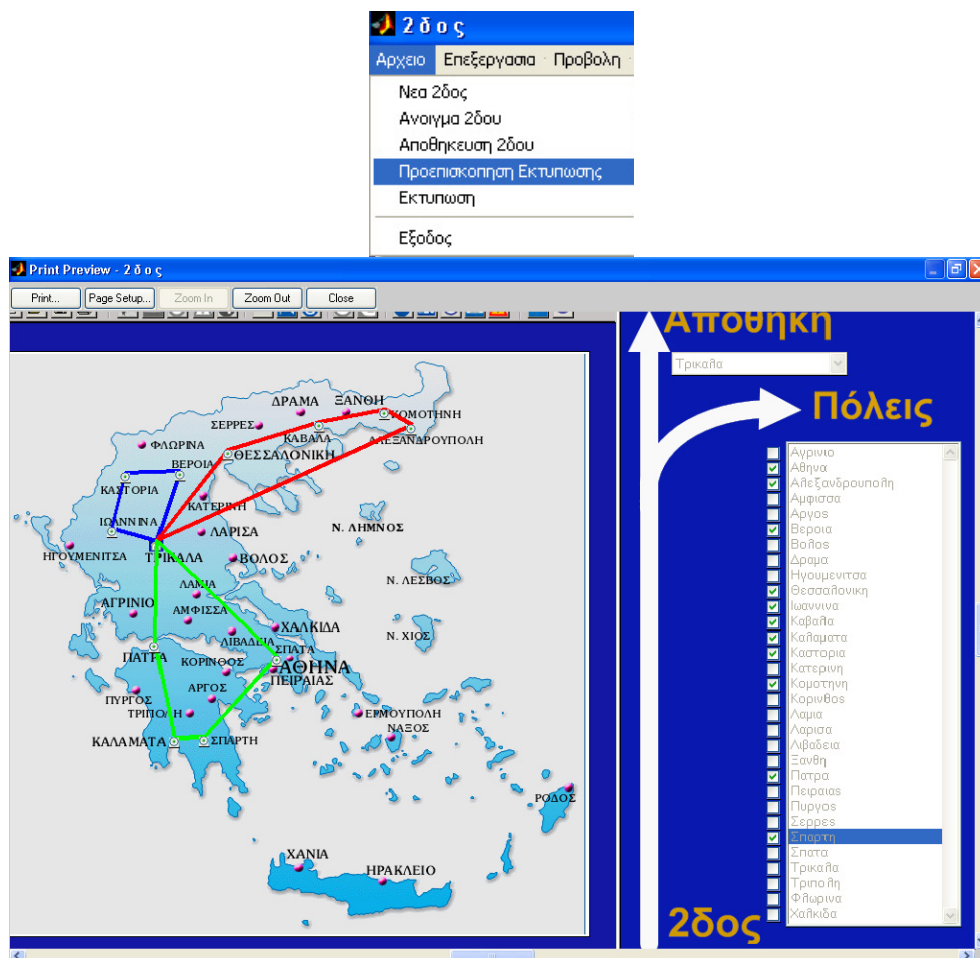 2 δ ο ς
Αρχειο Επεξεργασια Προβολη
Νεα 2δος
Ανοιγμα 2δου
Αποθηκευση 2δου
Προεπισκοπηση Εκτυπωσης
Εκτυπωση
Εξοδος
Print Preview - 2 δ ο ς
Print... Page Setup... Zoom In Zoom Out Close
Αποθήκη
Τρικαλα
Πόλεις
ΔΡΑΜΑ
ΞΑΝΘΗ
ΚΟΜΟΤΗΝΗ
ΣΕΡΡΕΣ
ΚΑΒΑΛΑ
ΑΛΕΞΑΝΔΡΟΥΠΟΛΗ
ΦΛΩΡΙΝΑ
ΘΕΣΣΑΛΟΝΙΚΗ
ΒΕΡΟΙΑ
ΚΑΣΤΟΡΙΑ
ΚΑΤΕΡΙΝΗ
ΙΩΑΝΝΙΝΑ
ΛΑΡΙΣΑ
Ν. ΛΗΜΝΟΣ
ΗΓΟΥΜΕΝΙΤΣΑ
ΤΡΙΚΑΛΑ
ΒΟΛΟΣ
Ν. ΛΕΣΒΟΣ
ΛΑΜΙΑ
ΑΓΡΙΝΙΟ
ΑΜΦΙΣΣΑ
ΧΑΛΚΙΔΑ
Ν. ΧΙΟΣ
ΛΙΒΑΔΕΙΑ
ΣΠΑΤΑ
ΠΑΤΡΑ
ΚΟΡΙΝΘΟΣ
ΑΘΗΝΑ
ΠΕΙΡΑΙΑΣ
ΠΥΡΓΟΣ
ΑΡΓΟΣ
ΤΡΙΠΟΛΗ
ΕΡΜΟΥΠΟΛΗ
ΝΑΞΟΣ
ΚΑΛΑΜΑΤΑ
ΣΠΑΡΤΗ
ΡΟΔΟΣ
ΧΑΝΙΑ
ΗΡΑΚΛΕΙΟ
Αγρινιο
Αθηνα
Αλεξανδρουπολη
Αμφισσα
Αργος
Βεροια
Βολος
Δραμα
Ηγουμενιτσα
Θεσσαλονικη
Ιωαννινα
Καβαλα
Καλαματα
Καστορια
Κατερινη
Κομοτηνη
Κορινθος
Λαμια
Λαρισα
Λιβαδεια
Ξανθη
Πατρα
Πειραιας
Πυργος
Σερρες
Σπαρτη
Σπατα
Τρικαλα
Τριπολη
Φλωρινα
Χαλκιδα
2δος